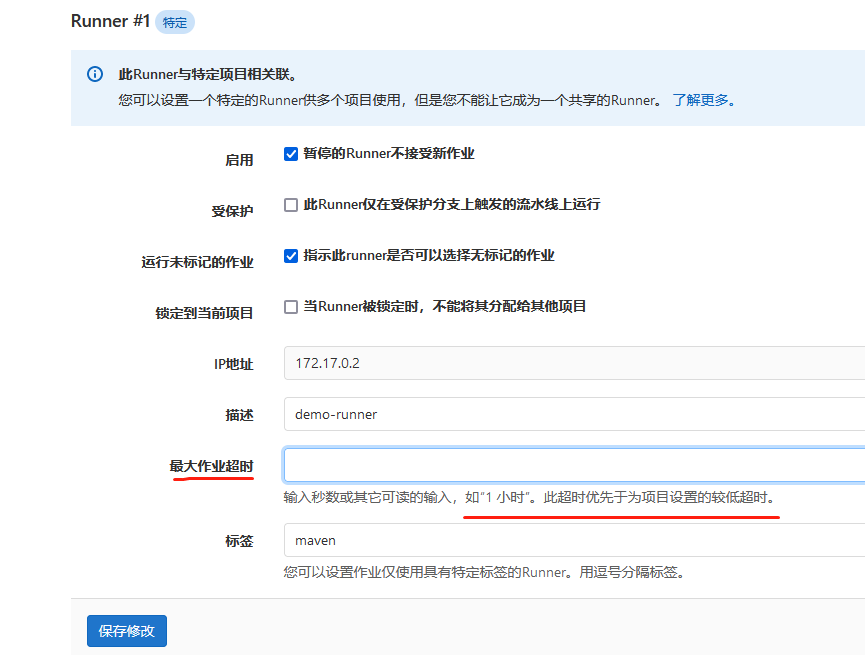 Runner #1 特定
此Runner与特定项目相关联。
您可以设置一个特定的Runner供多个项目使用，但是您不能让它成为一个共享的Runner。 了解更多。
启用 暂停的Runner不接受新作业
受保护 此Runner仅在受保护分支上触发的流水线上运行
运行未标记的作业 指示此runner是否可以选择无标记的作业
锁定到当前项目 当Runner被锁定时，不能将其分配给其他项目
IP地址 172.17.0.2
描述 demo-runner
最大作业超时
输入秒数或其它可读的输入，如“1 小时”。此超时优先于为项目设置的较低超时。
标签 maven
您可以设置作业仅使用具有特定标签的Runner。用逗号分隔标签。
保存修改